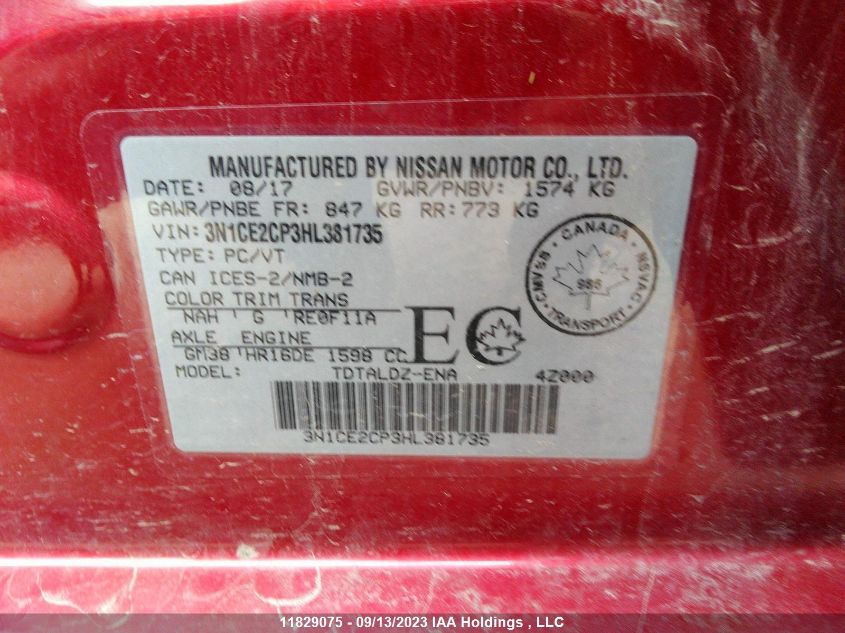 MANUFACTURED BY NISSAN MOTOR CO., LTD.
DATE: 08/17 GVWR/PNBV: 1574 KG
GAWR/PNBE FR: 847 KG RR: 773 KG
VIN: 3N1CE2CP3HL381735
TYPE: PC/VT
CAN ICES-2/NMB-2
COLOR TRIM TRANS
NAH ' G 'RE0F11A
AXLE ENGINE
GM38 'HR16DE 1598 CC
MODEL: TDTALDZ-ENA 4Z000
EC
CANADA
CMVSS NSVAC
986
TRANSPORT
3N1CE2CP3HL381735
11829075 - 09/13/2023 IAA Holdings , LLC